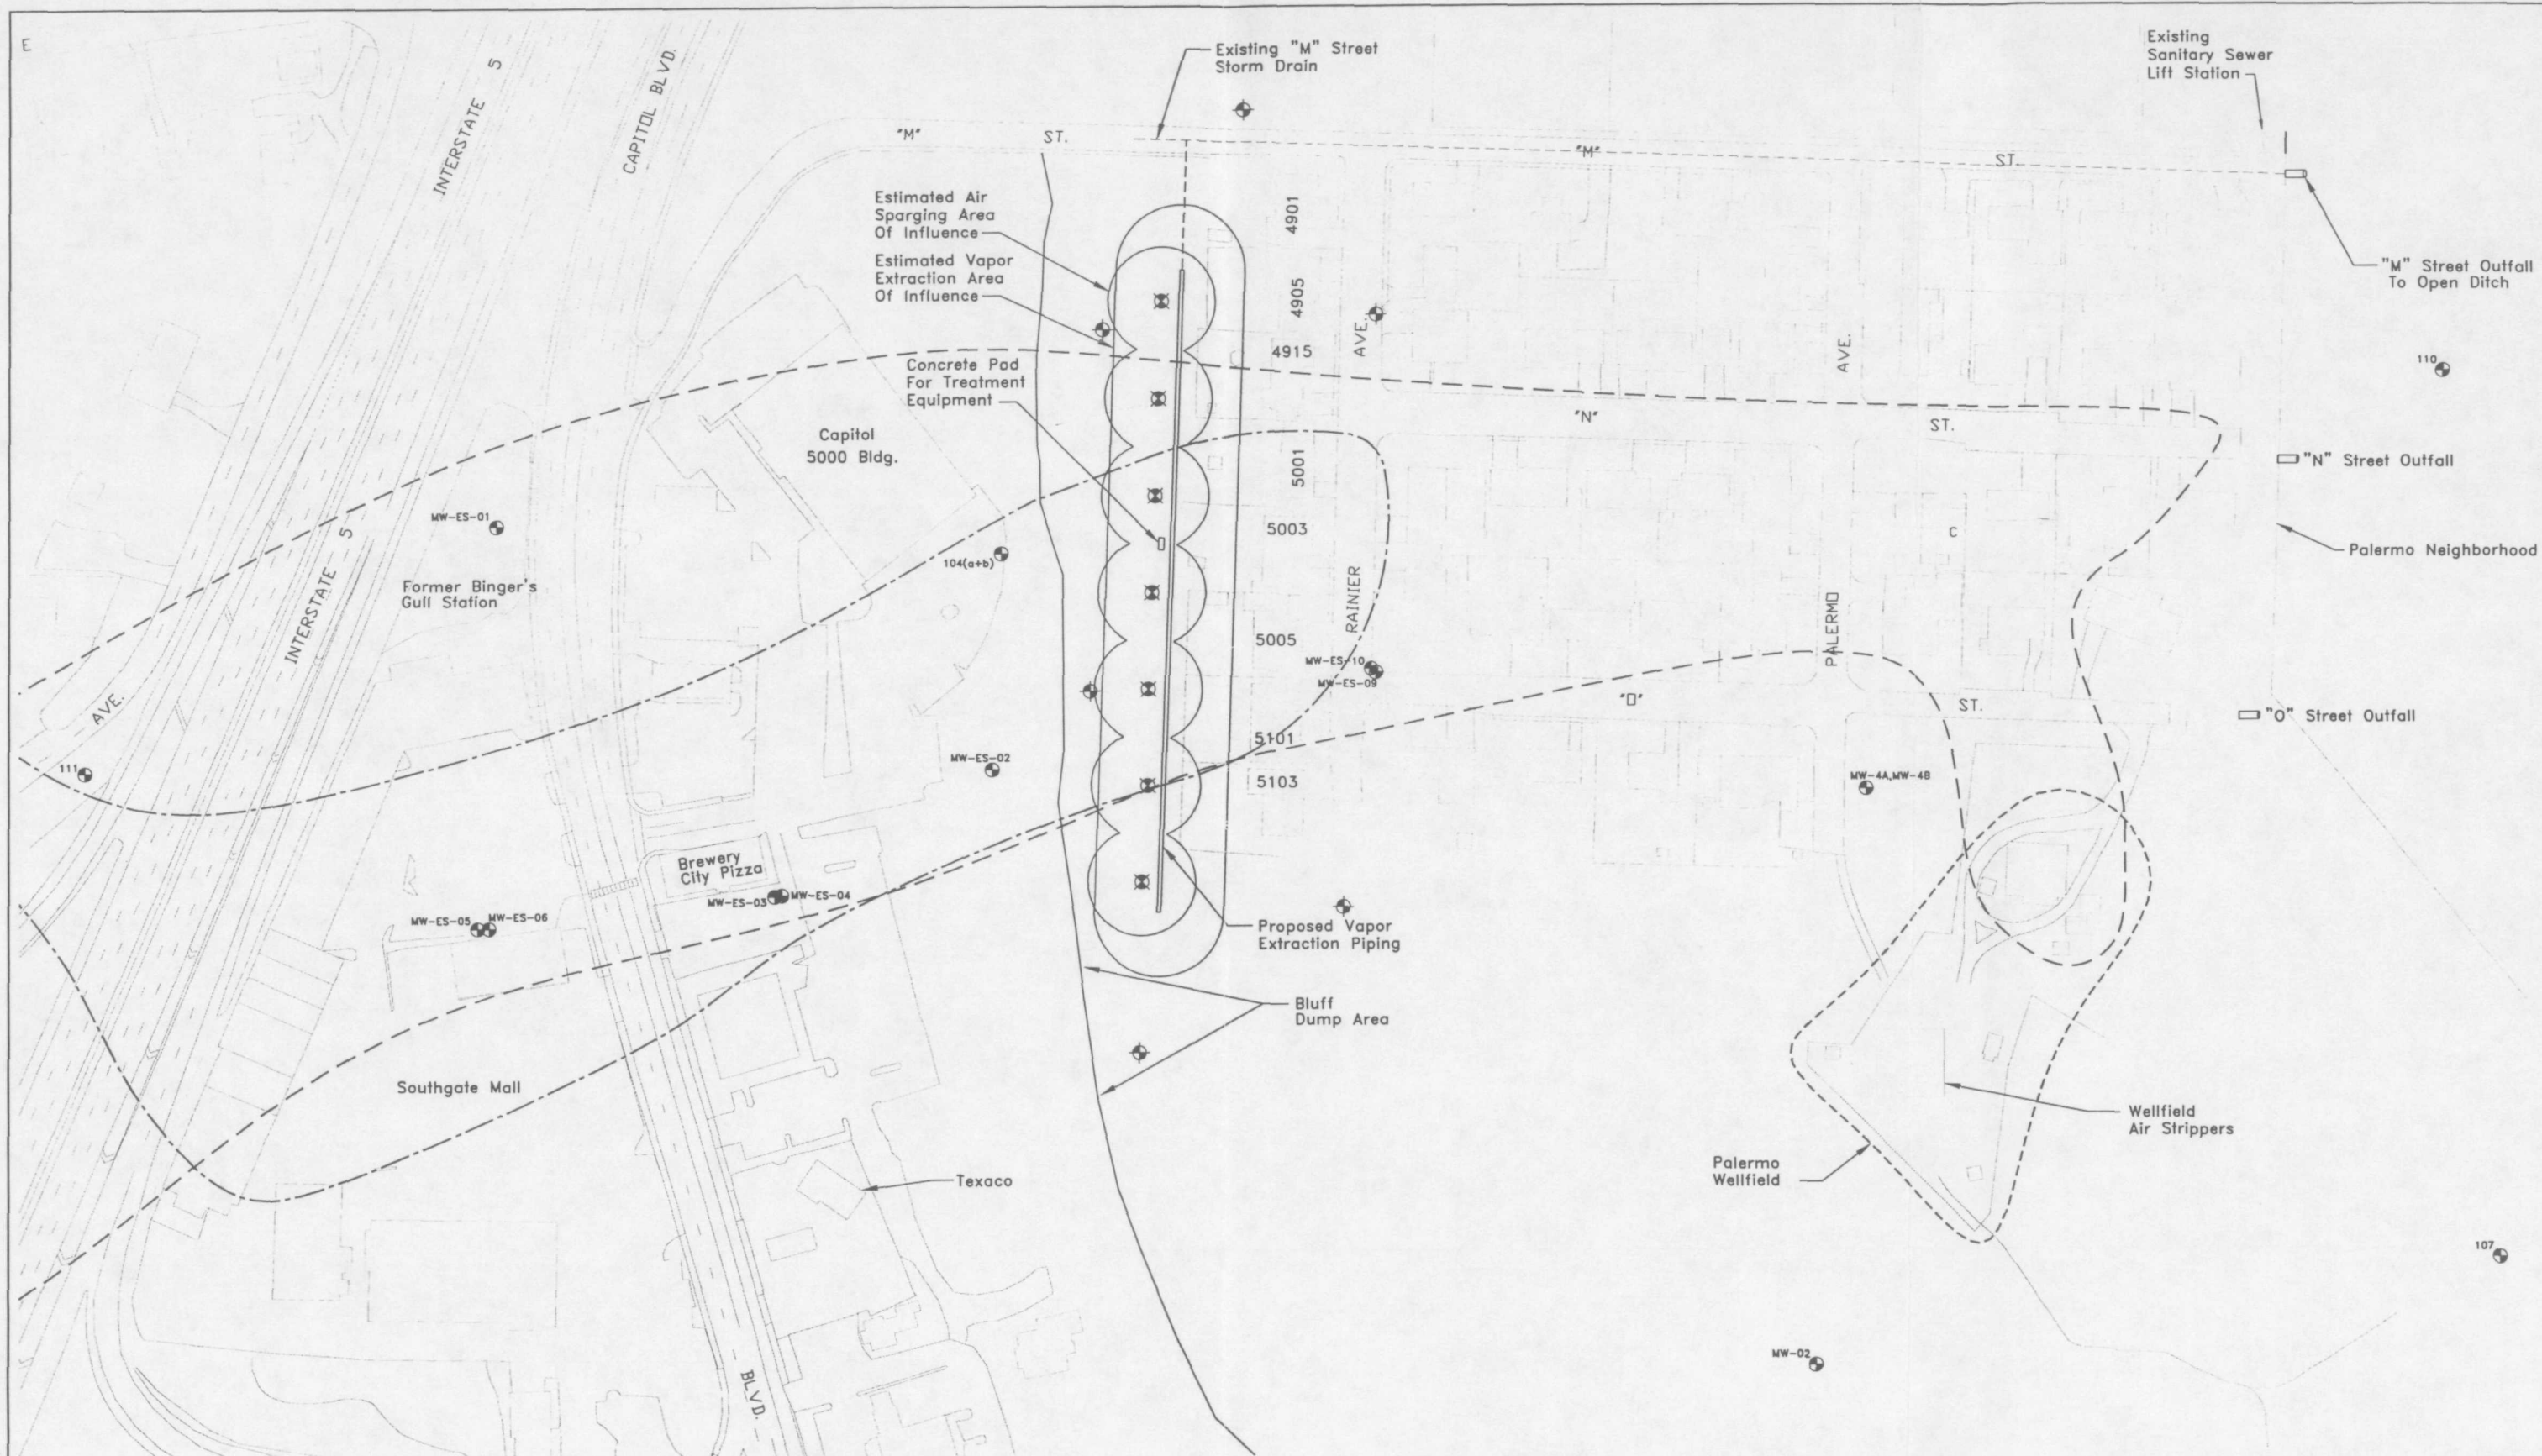 E
INTERSTATE 5
CAPITOL BLVD.
"M"
ST.
Existing "M" Street
Storm Drain
"M"
ST.
Existing
Sanitary Sewer
Lift Station
"M" Street Outfall
To Open Ditch
Estimated Air
Sparging Area
Of Influence
Estimated Vapor
Extraction Area
Of Influence
4901
4905
4915
AVE.
AVE.
110
Concrete Pad
For Treatment
Equipment
Capitol
5000 Bldg.
"N"
ST.
"N" Street Outfall
5001
5003
C
Palermo Neighborhood
MW-ES-01
104(a+b)
INTERSTATE 5
Former Binger's
Gull Station
RAINIER
PALERMO
5005
MW-ES-10
MW-ES-09
AVE.
"O"
ST.
"O" Street Outfall
5101
5103
111
MW-ES-02
MW-4A,MW-4B
Brewery
City Pizza
MW-ES-03
MW-ES-04
MW-ES-05
MW-ES-06
Proposed Vapor
Extraction Piping
Bluff
Dump Area
Southgate Mall
Texaco
Wellfield
Air Strippers
Palermo
Wellfield
107
MW-02
BLVD.